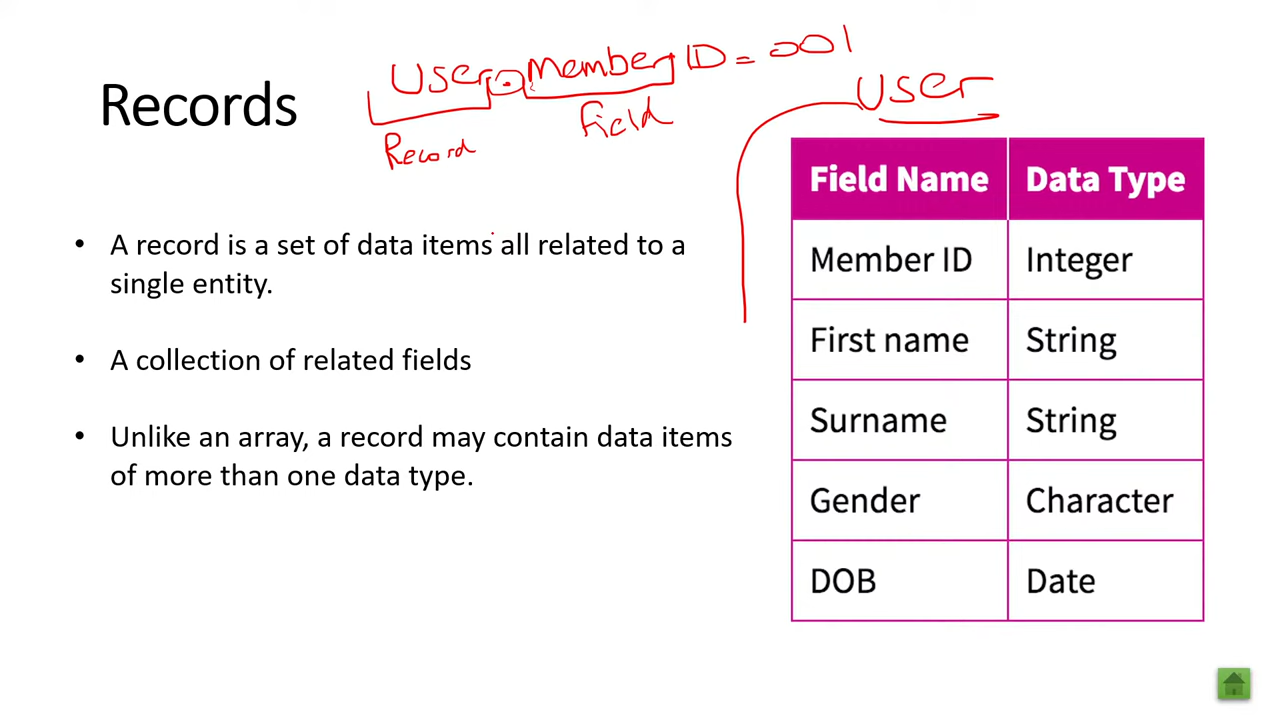 User.Member ID = 001
User
Records
Field
Record
Field Name Data Type
• A record is a set of data items all related to a
single entity.
Member ID Integer
• A collection of related fields
First name String
• Unlike an array, a record may contain data items
of more than one data type.
Surname String
Gender Character
DOB Date